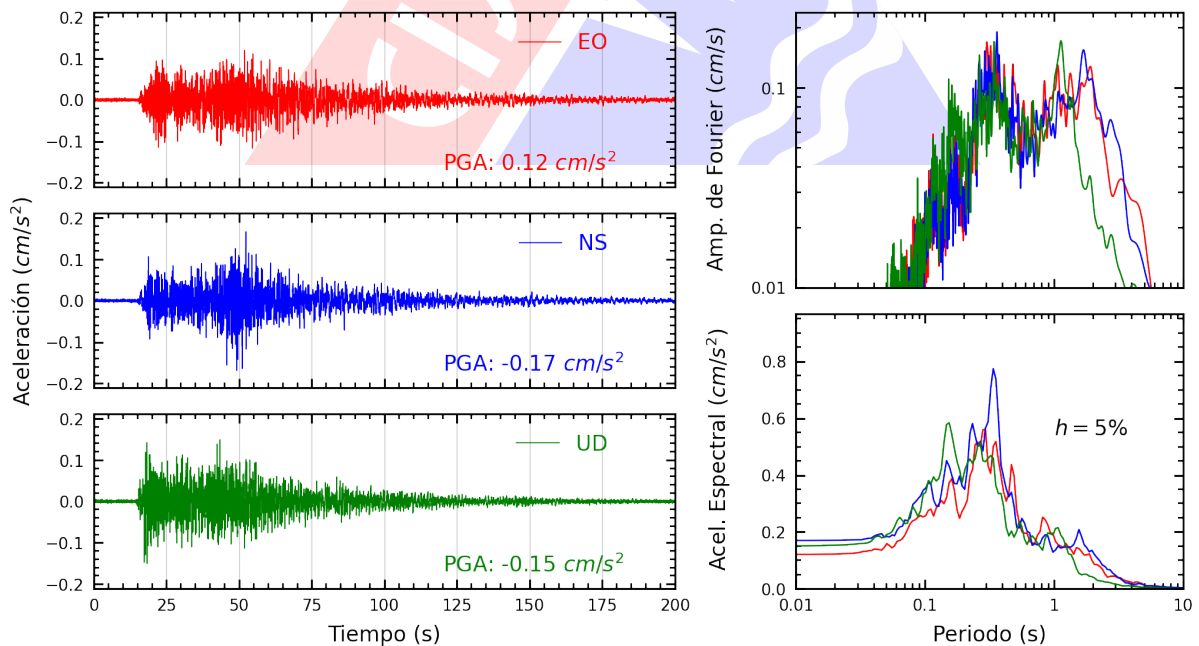 Aceleración (cm/s²)
0.2
0.1
0.0
−0.1
−0.2
EO
PGA: 0.12 cm/s²
0.2
0.1
0.0
−0.1
−0.2
NS
PGA: -0.17 cm/s²
0.2
0.1
0.0
−0.1
−0.2
UD
PGA: -0.15 cm/s²
0 25 50 75 100 125 150 175 200
Tiempo (s)
Amp. de Fourier (cm/s)
0.1
0.01
Acel. Espectral (cm/s²)
0.8
0.6
0.4
0.2
0.0
h = 5%
0.01 0.1 1 10
Periodo (s)